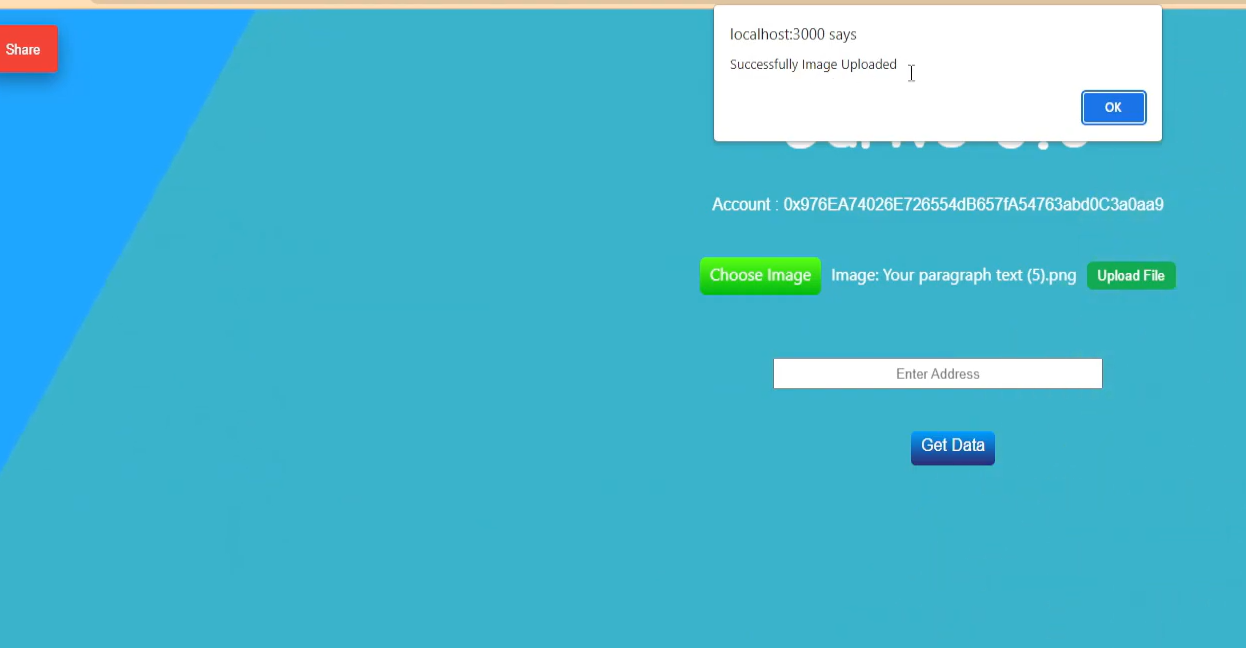 Share
localhost:3000 says
Successfully Image Uploaded
OK
Account : 0x976EA74026E726554dB657fA54763abd0C3a0aa9
Choose Image
Image: Your paragraph text (5).png
Upload File
Enter Address
Get Data